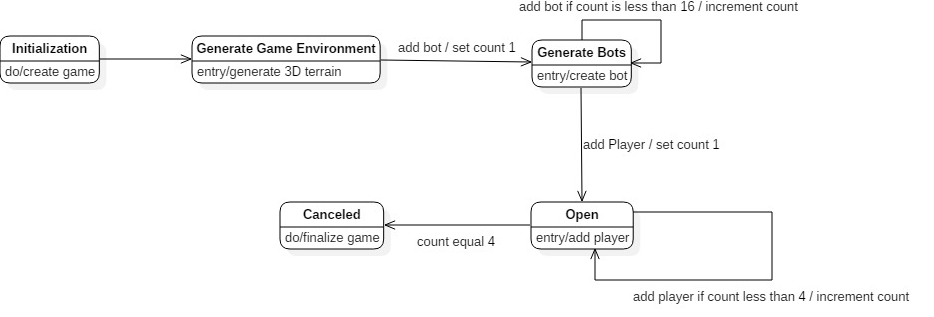 add bot if count is less than 16 / increment count
Initialization
do/create game
Generate Game Environment
entry/generate 3D terrain
add bot / set count 1
Generate Bots
entry/create bot
add Player / set count 1
Canceled
do/finalize game
count equal 4
Open
entry/add player
add player if count less than 4 / increment count